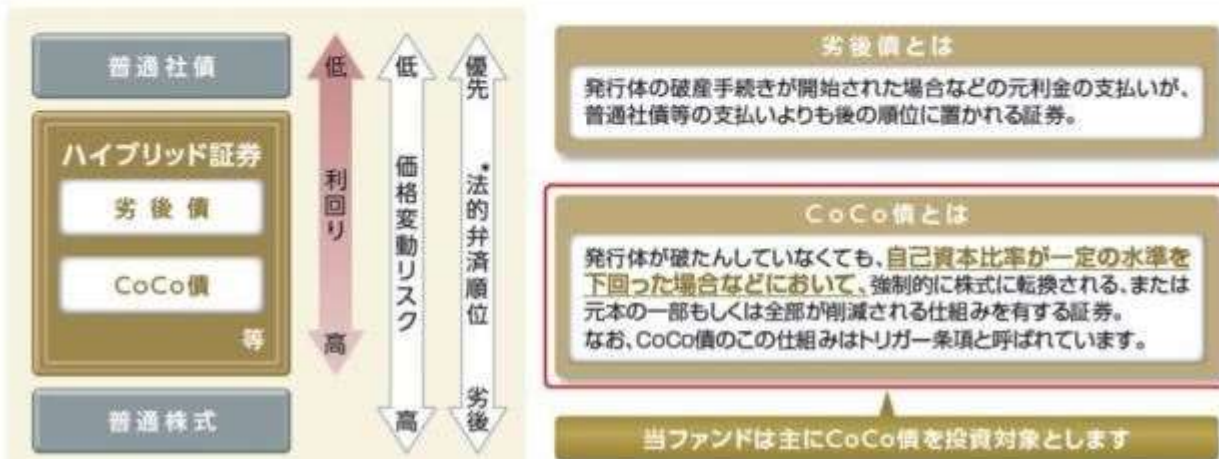 普通社債
ハイブリッド証券
劣後債
CoCo債
等
普通株式
低
利回り
高
低
価格変動リスク
高
優先
*法的弁済順位
劣後
劣後債とは
発行体の破産手続きが開始された場合などの元利金の支払いが、
普通社債等の支払いよりも後の順位に置かれる証券。
CoCo債とは
発行体が破たんしていなくても、自己資本比率が一定の水準を
下回った場合などにおいて、強制的に株式に転換される、または
元本の一部もしくは全部が削減される仕組みを有する証券。
なお、CoCo債のこの仕組みはトリガー条項と呼ばれています。
当ファンドは主にCoCo債を投資対象とします